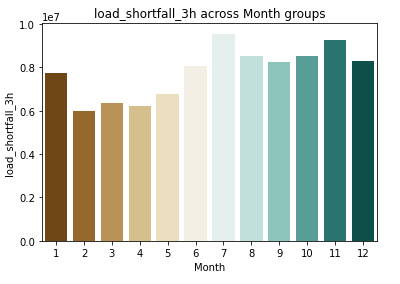 load_shortfall_3h across Month groups
1e7
1.0
0.8
0.6
0.4
0.2
0.0
load_shortfall_3h
1 2 3 4 5 6 7 8 9 10 11 12
Month